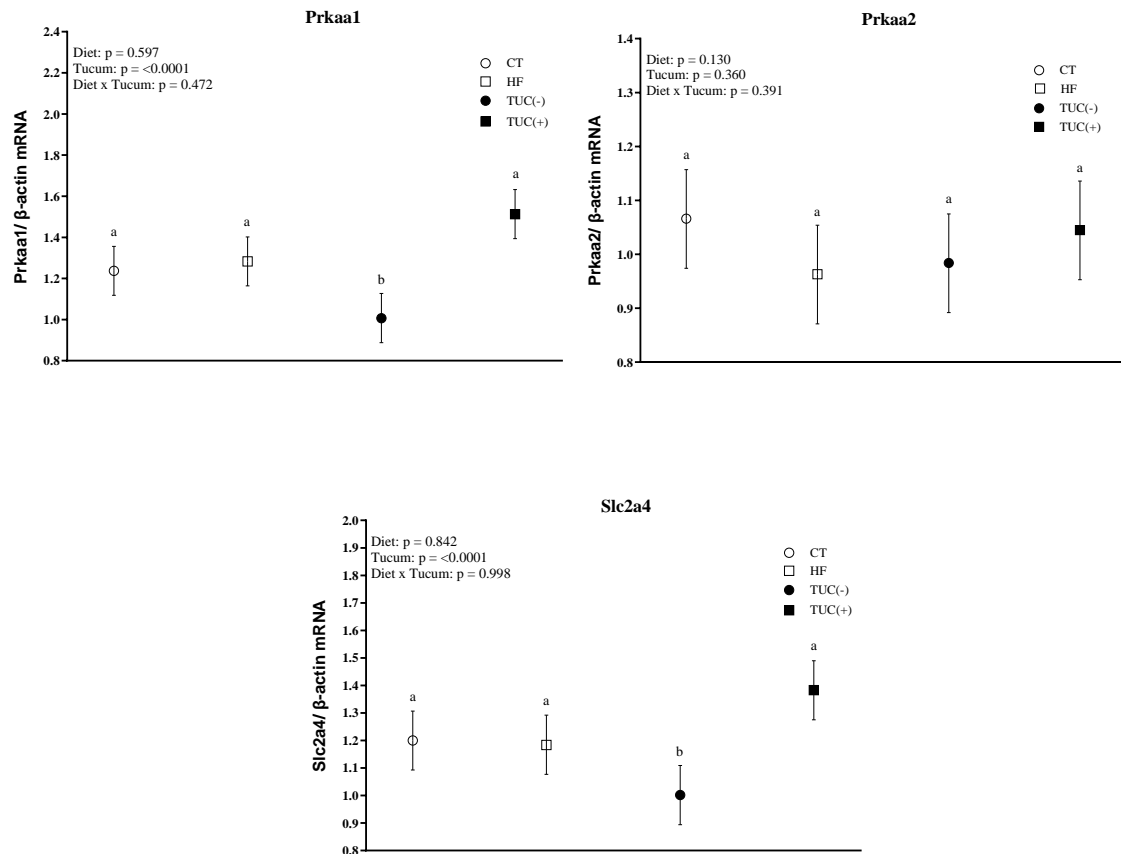 Prkaa1
2.4
2.2
2.0
1.8
1.6
1.4
1.2
1.0
0.8
Prkaa1/ β-actin mRNA
Diet: p = 0.597
Tucum: p = <0.0001
Diet x Tucum: p = 0.472
CT
HF
TUC(-)
TUC(+)
a
a
b
a
Prkaa2
1.4
1.3
1.2
1.1
1.0
0.9
0.8
Prkaa2/ β-actin mRNA
Diet: p = 0.130
Tucum: p = 0.360
Diet x Tucum: p = 0.391
CT
HF
TUC(-)
TUC(+)
a
a
a
a
Slc2a4
2.0
1.9
1.8
1.7
1.6
1.5
1.4
1.3
1.2
1.1
1.0
0.9
0.8
Slc2a4/ β-actin mRNA
Diet: p = 0.842
Tucum: p = <0.0001
Diet x Tucum: p = 0.998
CT
HF
TUC(-)
TUC(+)
a
a
b
a